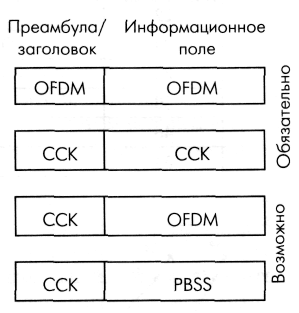 Преамбула/ Информационное
заголовок поле
OFDM OFDM
CCK CCK
Обязательно
CCK OFDM
CCK PBSS
Возможно